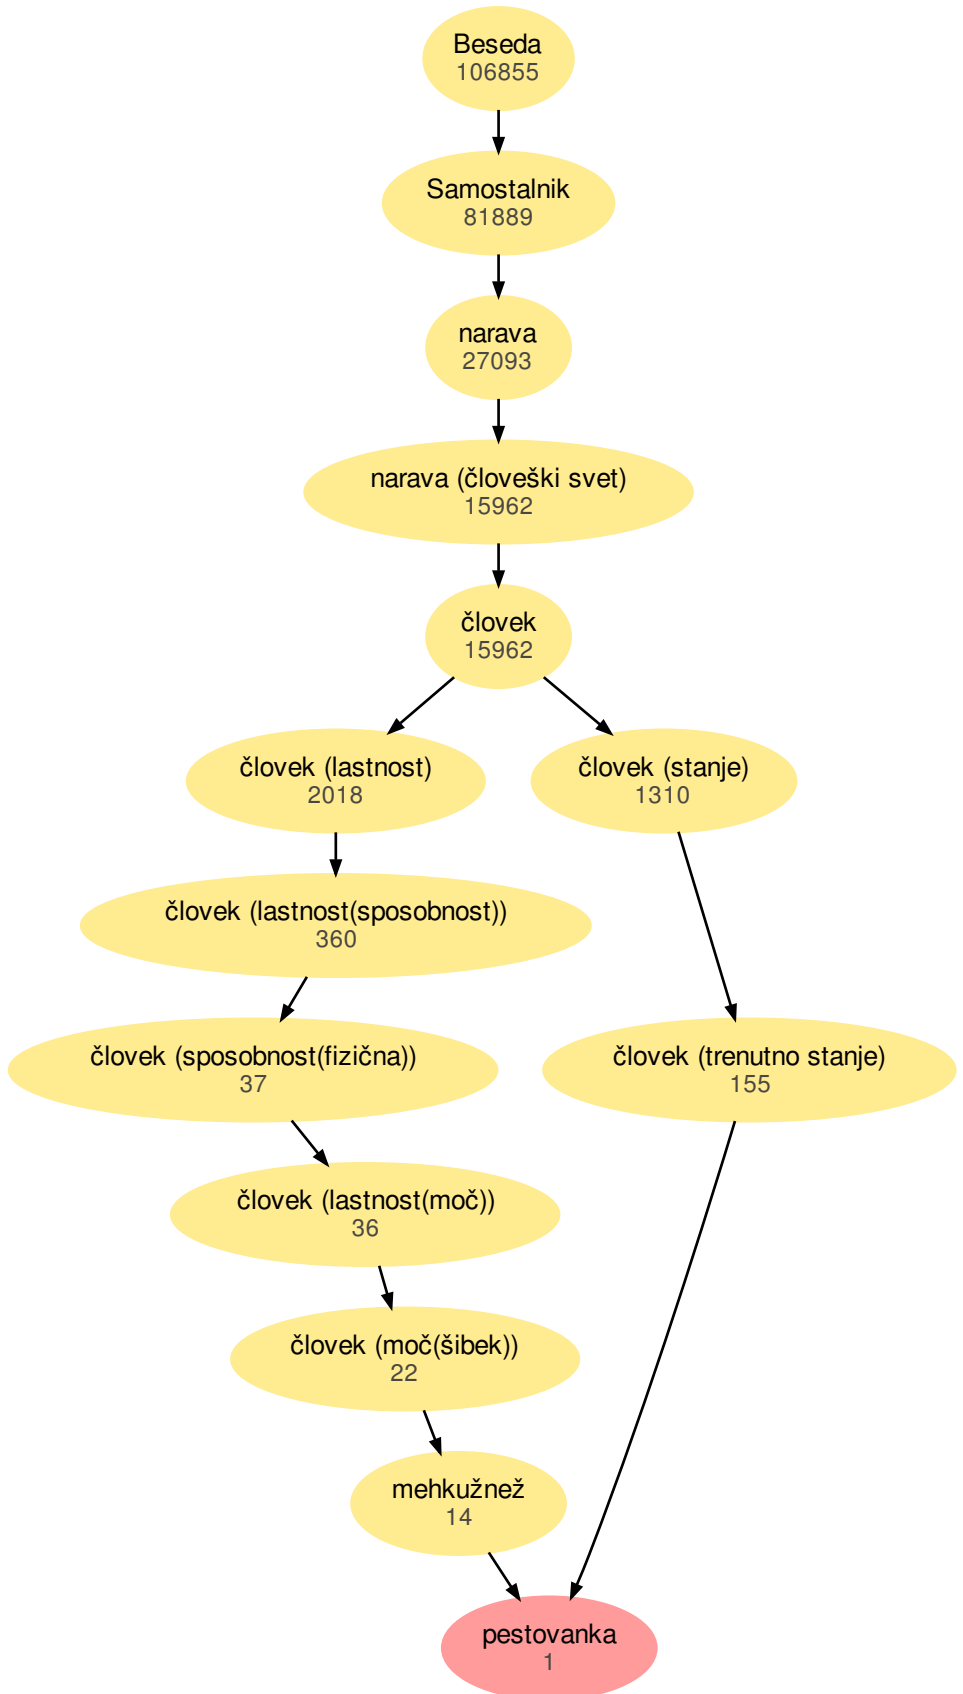 Beseda
106855
Samostalnik
81889
narava
27093
narava (človeški svet)
15962
človek
15962
človek (lastnost)
2018
človek (stanje)
1310
človek (lastnost(sposobnost))
360
človek (sposobnost(fizična))
37
človek (trenutno stanje)
155
človek (lastnost(moč))
36
človek (moč(šibek))
22
mehkužnež
14
pestovanka
1